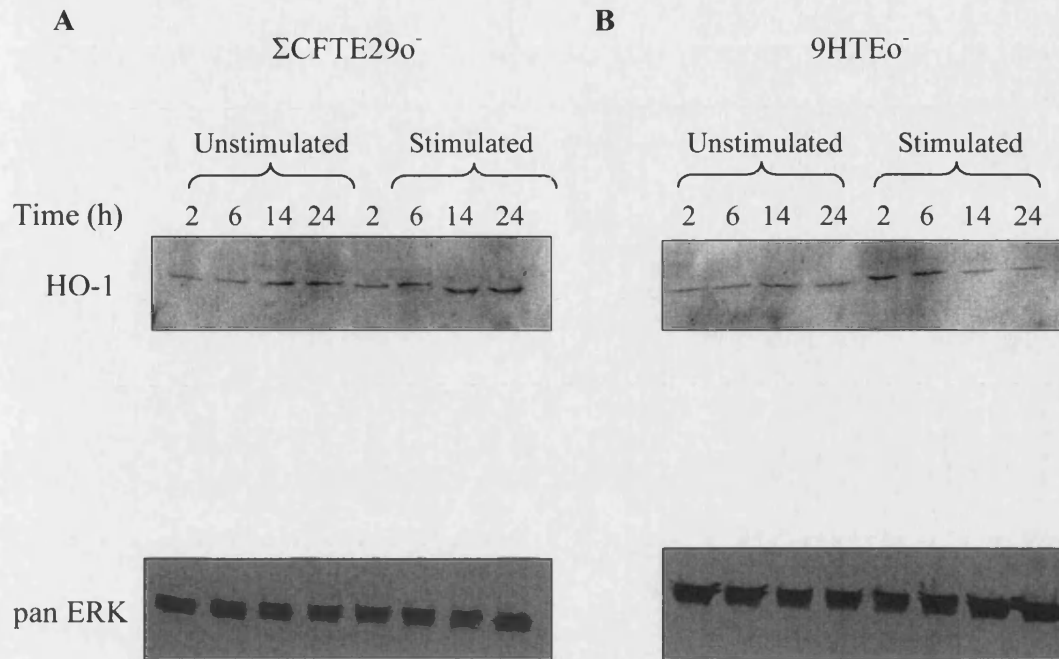 A
B
ΣCFTE29o⁻
9HTEo⁻
Unstimulated Stimulated
Unstimulated Stimulated
Time (h) 2 6 14 24 2 6 14 24
2 6 14 24 2 6 14 24
HO-1
pan ERK